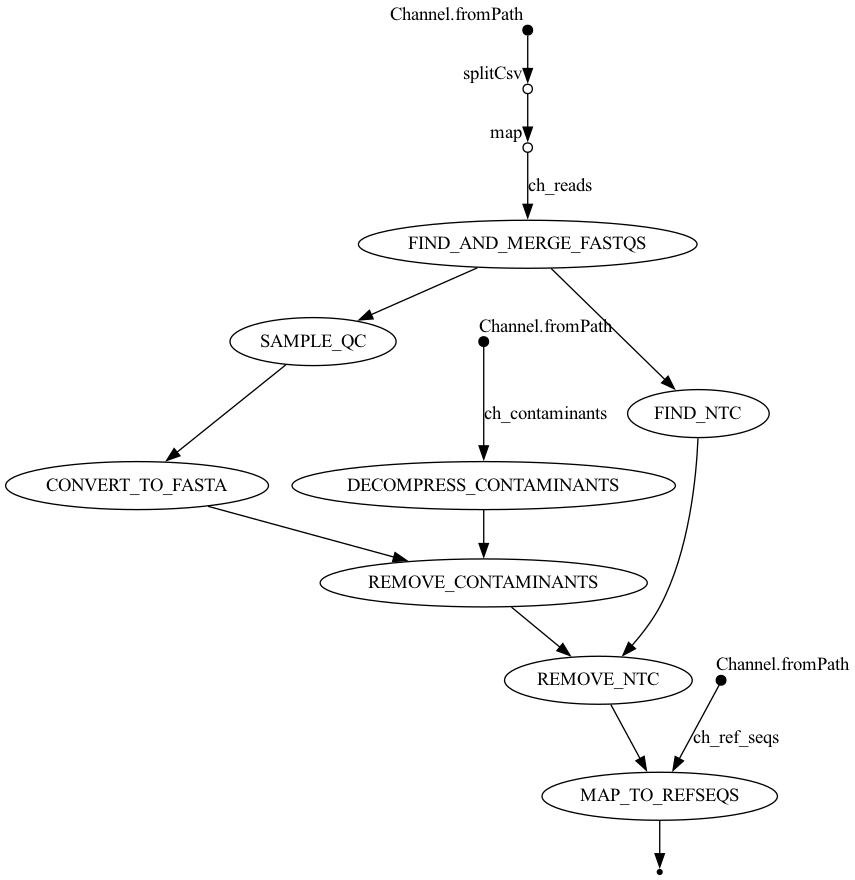 Channel.fromPath
splitCsv
map
ch_reads
FIND_AND_MERGE_FASTQS
Channel.fromPath
SAMPLE_QC
ch_contaminants
FIND_NTC
CONVERT_TO_FASTA
DECOMPRESS_CONTAMINANTS
REMOVE_CONTAMINANTS
Channel.fromPath
REMOVE_NTC
ch_ref_seqs
MAP_TO_REFSEQS